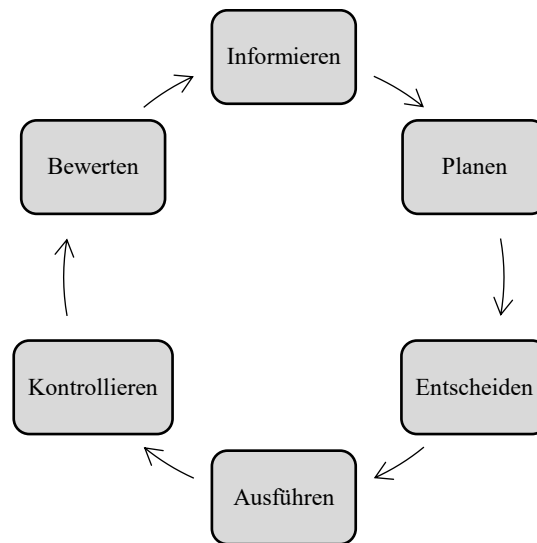 Informieren
Planen
Entscheiden
Ausführen
Kontrollieren
Bewerten